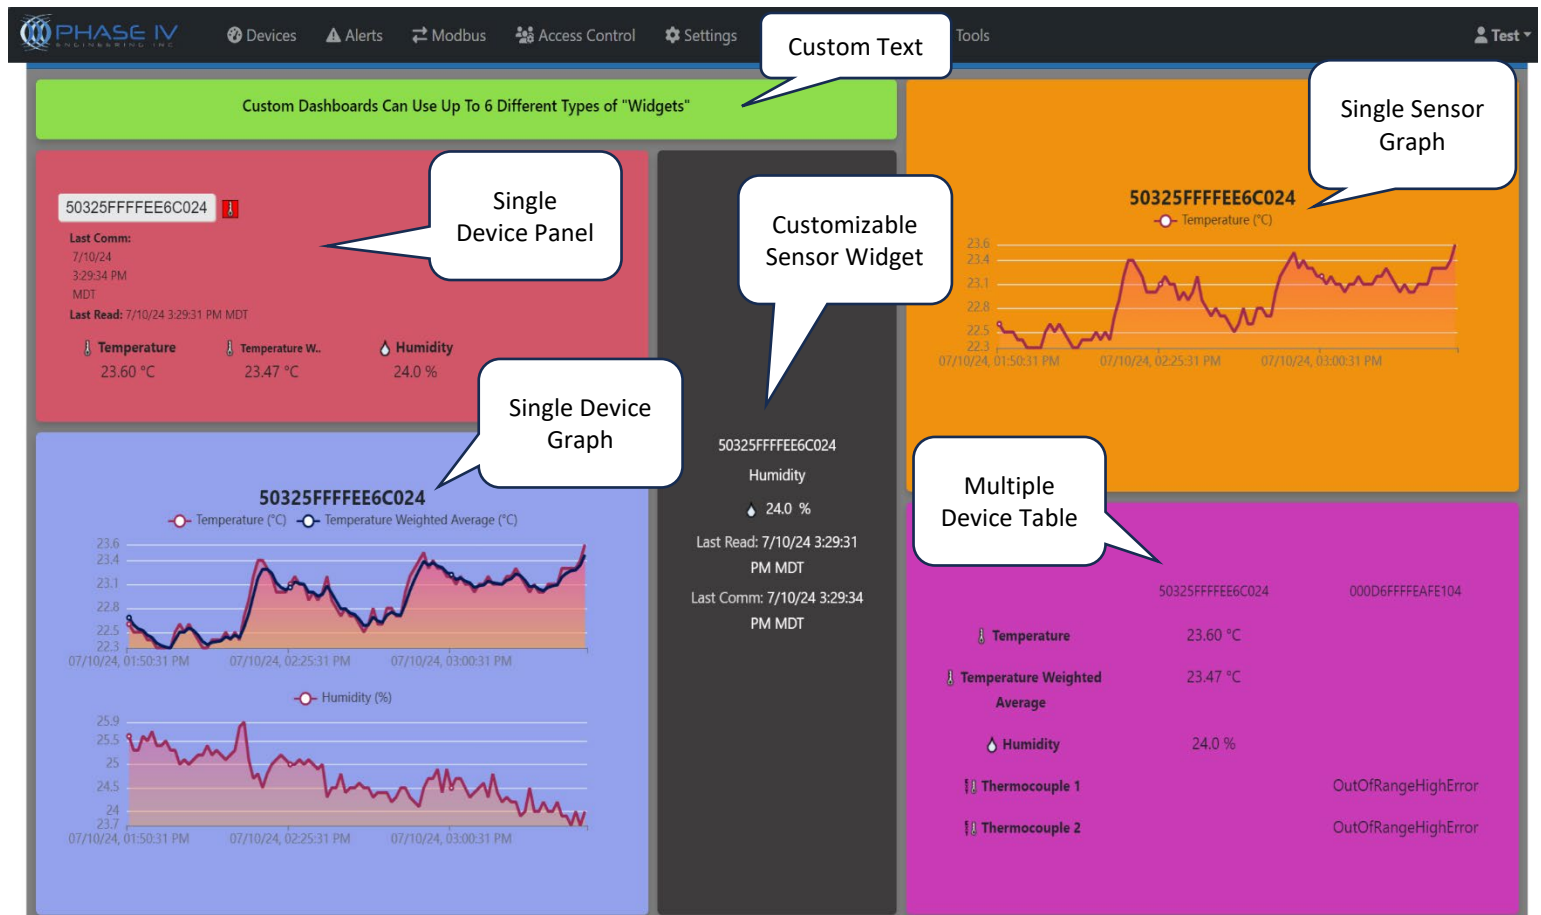 PHASE IV
ENGINEERING INC
Devices
Alerts
Modbus
Access Control
Settings
Tools
Test
Custom Text
Custom Dashboards Can Use Up To 6 Different Types of "Widgets"
Single Sensor
Graph
50325FFFFEE6C024
Temperature (°C)
23.6
23.4
23.1
22.8
22.5
22.3
07/10/24, 01:50:31 PM
07/10/24, 02:25:31 PM
07/10/24, 03:00:31 PM
Single
Device Panel
50325FFFFEE6C024
Last Comm:
7/10/24
3:29:34 PM
MDT
Last Read: 7/10/24 3:29:31 PM MDT
Temperature
Temperature W..
Humidity
23.60 °C
23.47 °C
24.0 %
Customizable
Sensor Widget
50325FFFFEE6C024
Humidity
24.0 %
Last Read: 7/10/24 3:29:31
PM MDT
Last Comm: 7/10/24 3:29:34
PM MDT
Single Device
Graph
50325FFFFEE6C024
Temperature (°C)
Temperature Weighted Average (°C)
23.6
23.4
23.1
22.8
22.5
22.3
07/10/24, 01:50:31 PM
07/10/24, 02:25:31 PM
07/10/24, 03:00:31 PM
Humidity (%)
25.9
25.5
25
24.5
24
23.7
07/10/24, 01:50:31 PM
07/10/24, 02:25:31 PM
07/10/24, 03:00:31 PM
Multiple
Device Table
50325FFFFEE6C024
000D6FFFFEAFE104
Temperature
23.60 °C
Temperature Weighted
Average
23.47 °C
Humidity
24.0 %
Thermocouple 1
OutOfRangeHighError
Thermocouple 2
OutOfRangeHighError